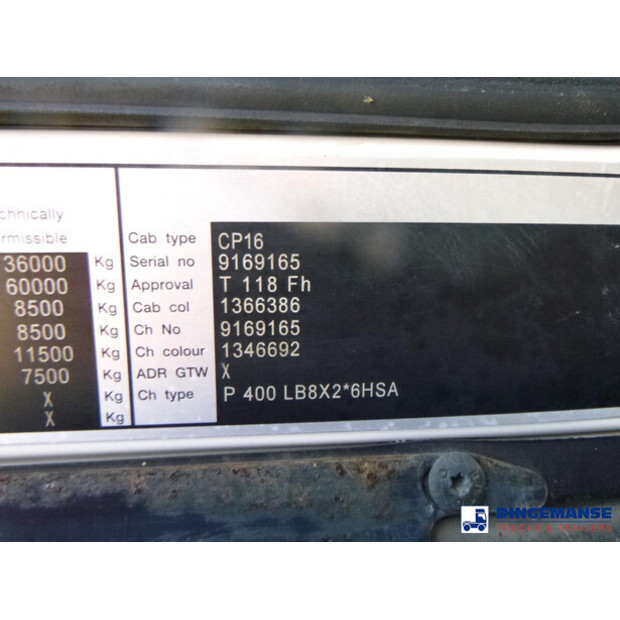 chnically
rmissible
36000 Kg
60000 Kg
8500 Kg
8500 Kg
11500 Kg
7500 Kg
X Kg
X Kg
Cab type CP16
Serial no 9169165
Approval T 118 Fh
Cab col 1366386
Ch No 9169165
Ch colour 1346692
ADR GTW X
Ch type P 400 LB8X2*6HSA
DINGEMANSE
TRUCKS & TRAILERS